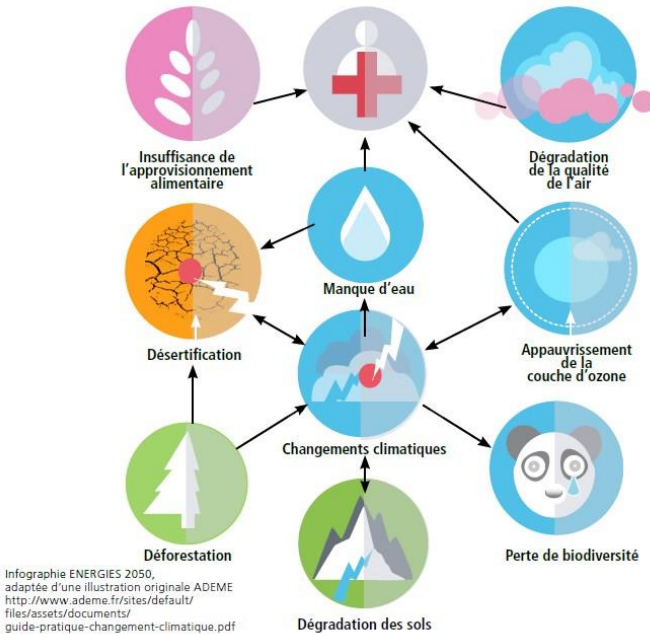 Insuffisance de
l'approvisionnement
alimentaire
Dégradation
de la qualité
de l'air
Manque d'eau
Désertification
Appauvrissement
de la
couche d'ozone
Changements climatiques
Déforestation
Perte de biodiversité
Infographie ENERGIES 2050,
adaptée d'une illustration originale ADEME
http://www.ademe.fr/sites/default/
files/assets/documents/
guide-pratique-changement-climatique.pdf
Dégradation des sols